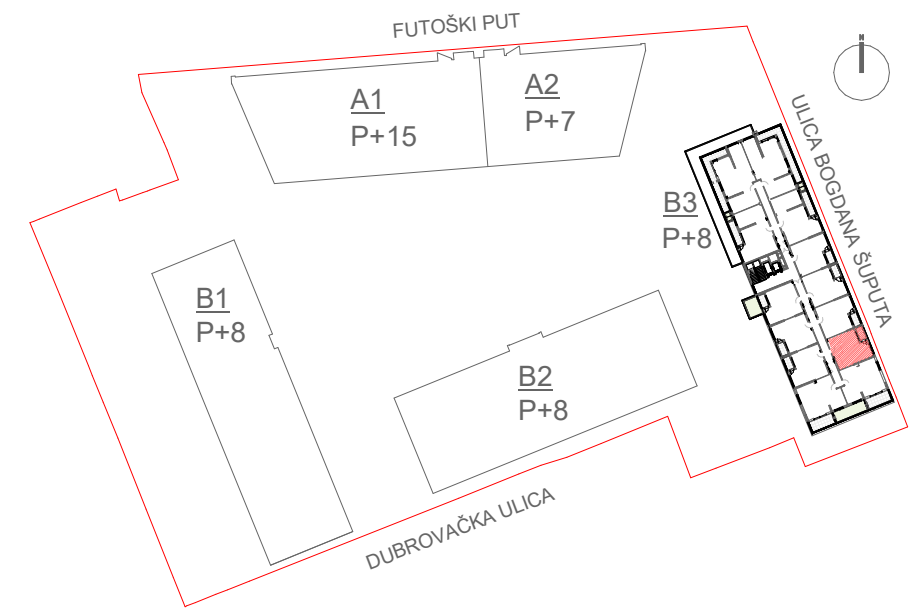 FUTOŠKI PUT
N
A1
P+15
A2
P+7
ULICA BOGDANA ŠUPUTA
B3
P+8
B1
P+8
B2
P+8
DUBROVAČKA ULICA